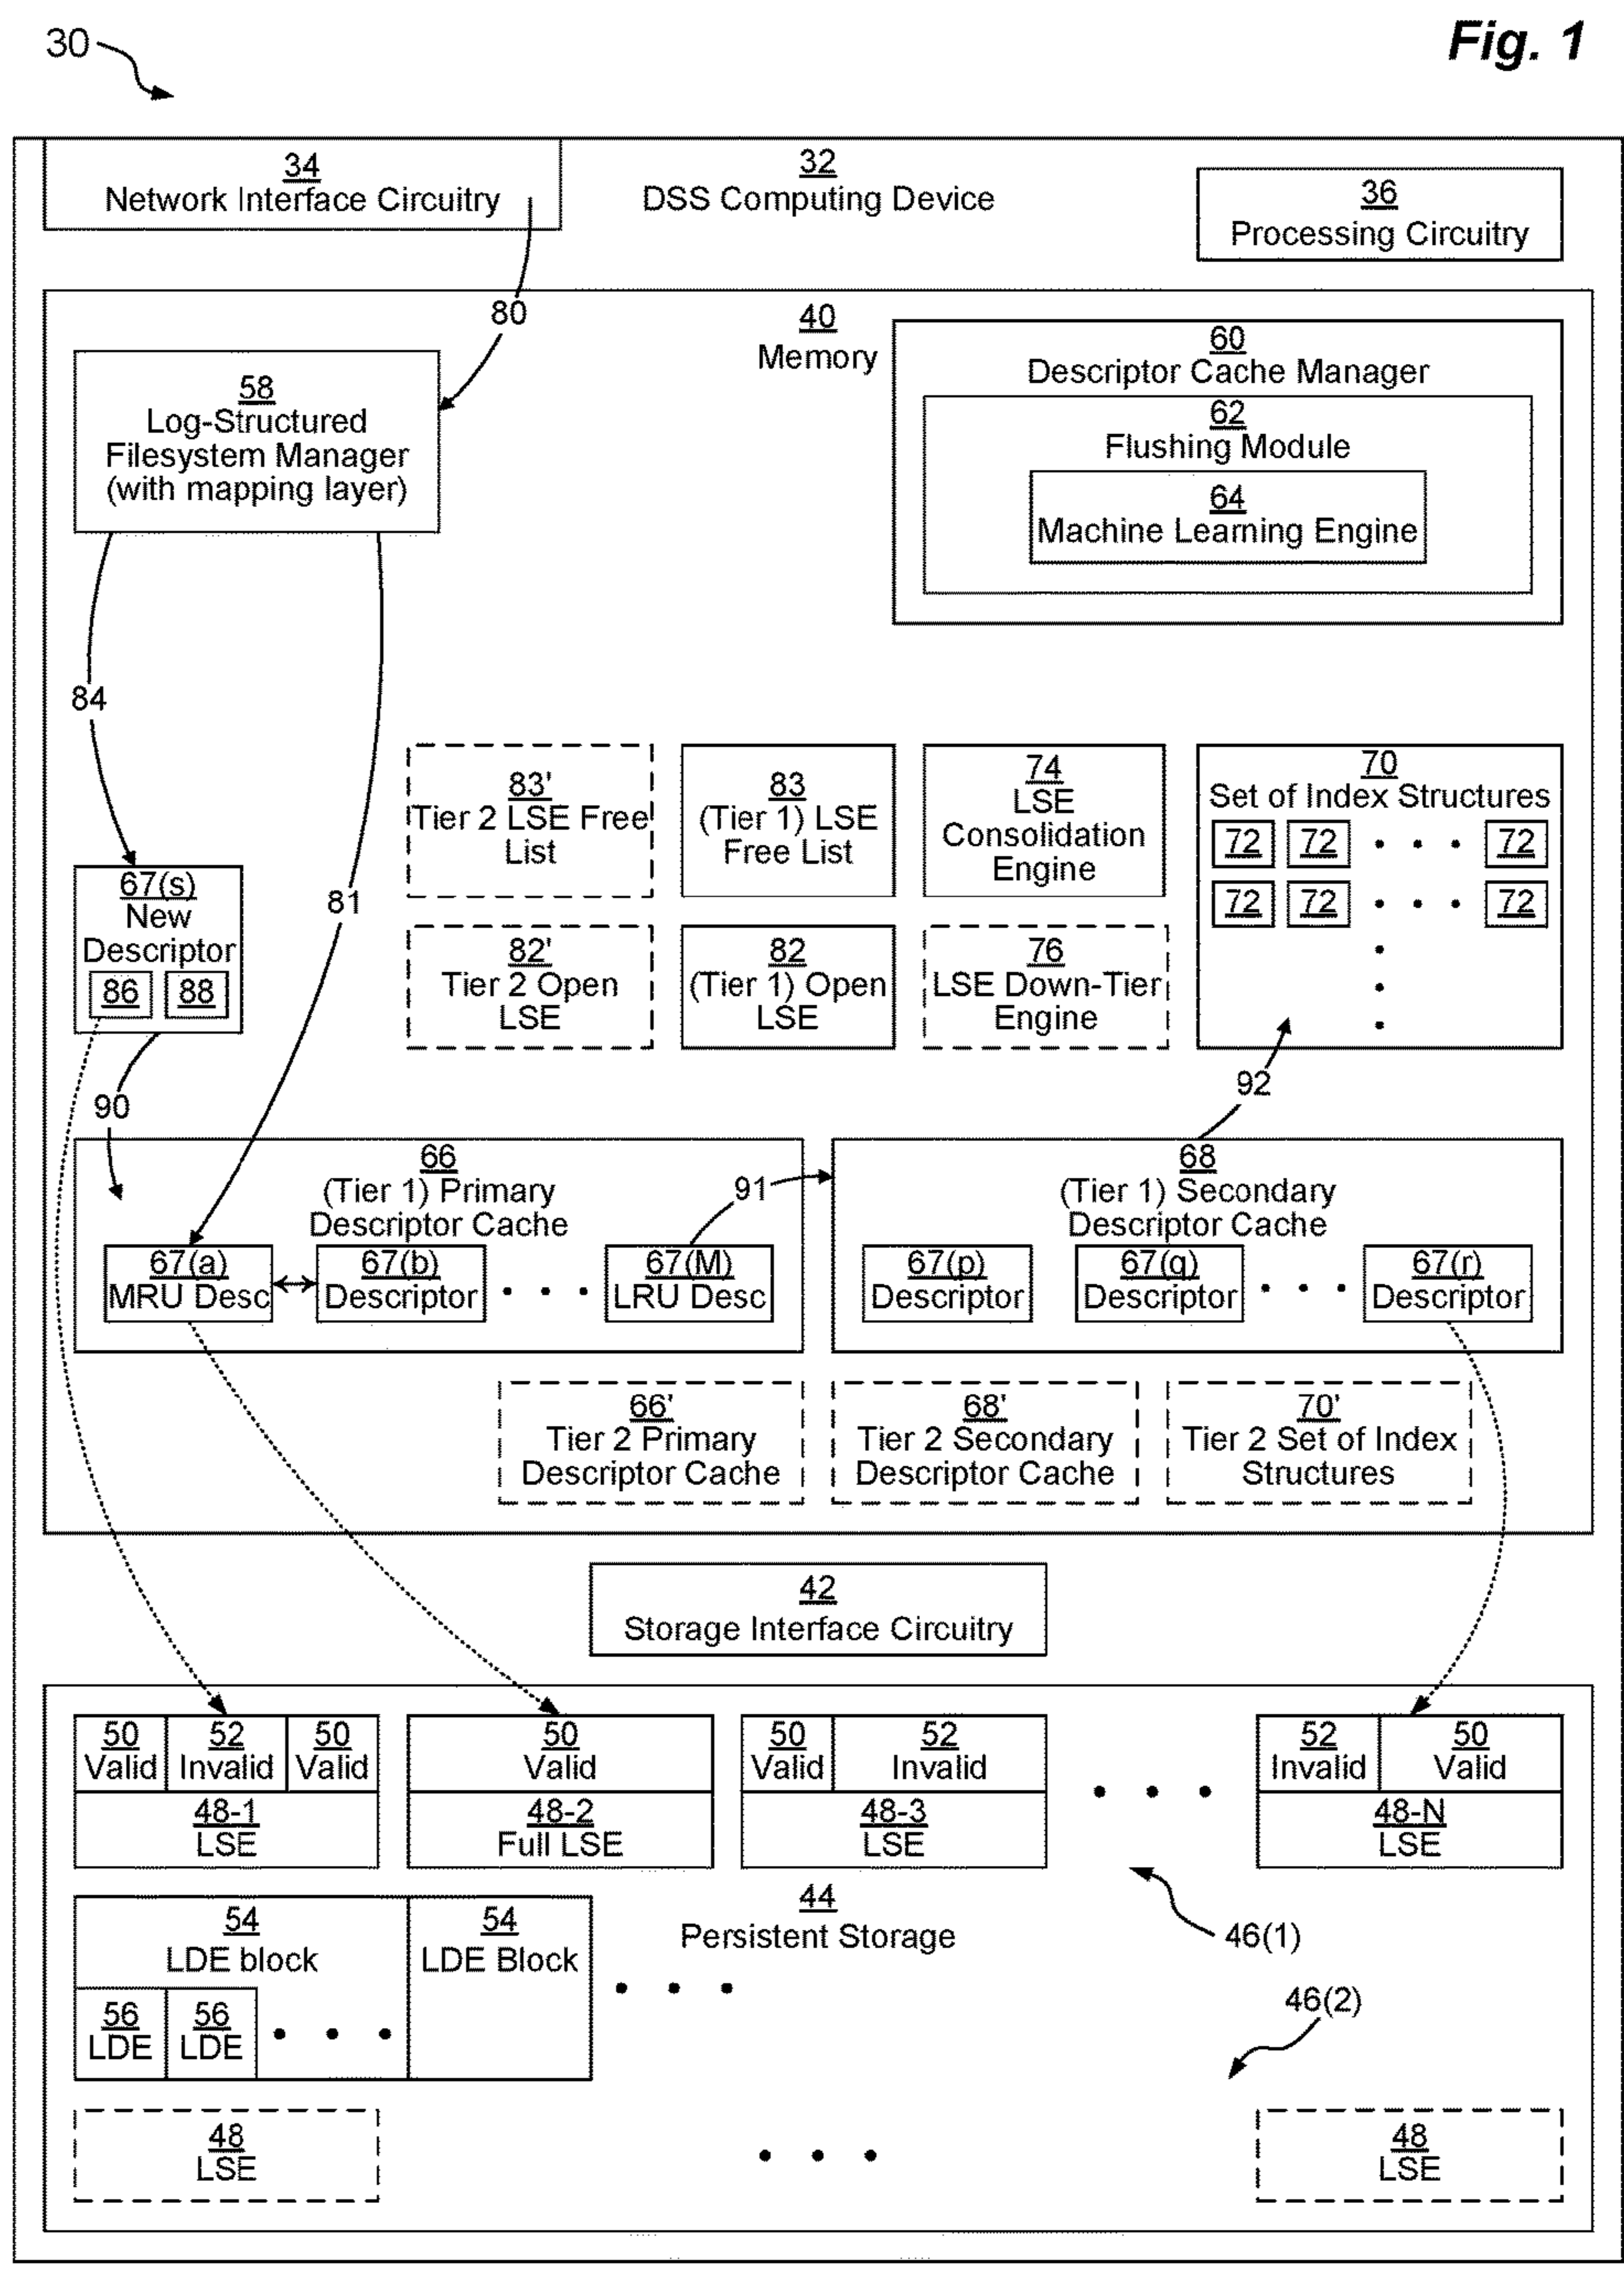 30
Fig. 1
34
Network Interface Circuitry
32
DSS Computing Device
36
Processing Circuitry
80
40
Memory
60
Descriptor Cache Manager
62
Flushing Module
64
Machine Learning Engine
58
Log-Structured
Filesystem Manager
(with mapping layer)
84
81
83'
Tier 2 LSE Free
List
83
(Tier 1) LSE
Free List
74
LSE
Consolidation
Engine
70
Set of Index Structures
72 72 72
72 72 72
67(s)
New
Descriptor
86 88
82'
Tier 2 Open
LSE
82
(Tier 1) Open
LSE
76
LSE Down-Tier
Engine
90
92
66
(Tier 1) Primary
Descriptor Cache
67(a)
MRU Desc
67(b)
Descriptor
67(M)
LRU Desc
91
68
(Tier 1) Secondary
Descriptor Cache
67(p)
Descriptor
67(q)
Descriptor
67(r)
Descriptor
66'
Tier 2 Primary
Descriptor Cache
68'
Tier 2 Secondary
Descriptor Cache
70'
Tier 2 Set of Index
Structures
42
Storage Interface Circuitry
50
Valid
52
Invalid
50
Valid
48-1
LSE
50
Valid
48-2
Full LSE
50
Valid
52
Invalid
48-3
LSE
52
Invalid
50
Valid
48-N
LSE
54
LDE block
56
LDE
56
LDE
54
LDE Block
44
Persistent Storage
46(1)
46(2)
48
LSE
48
LSE